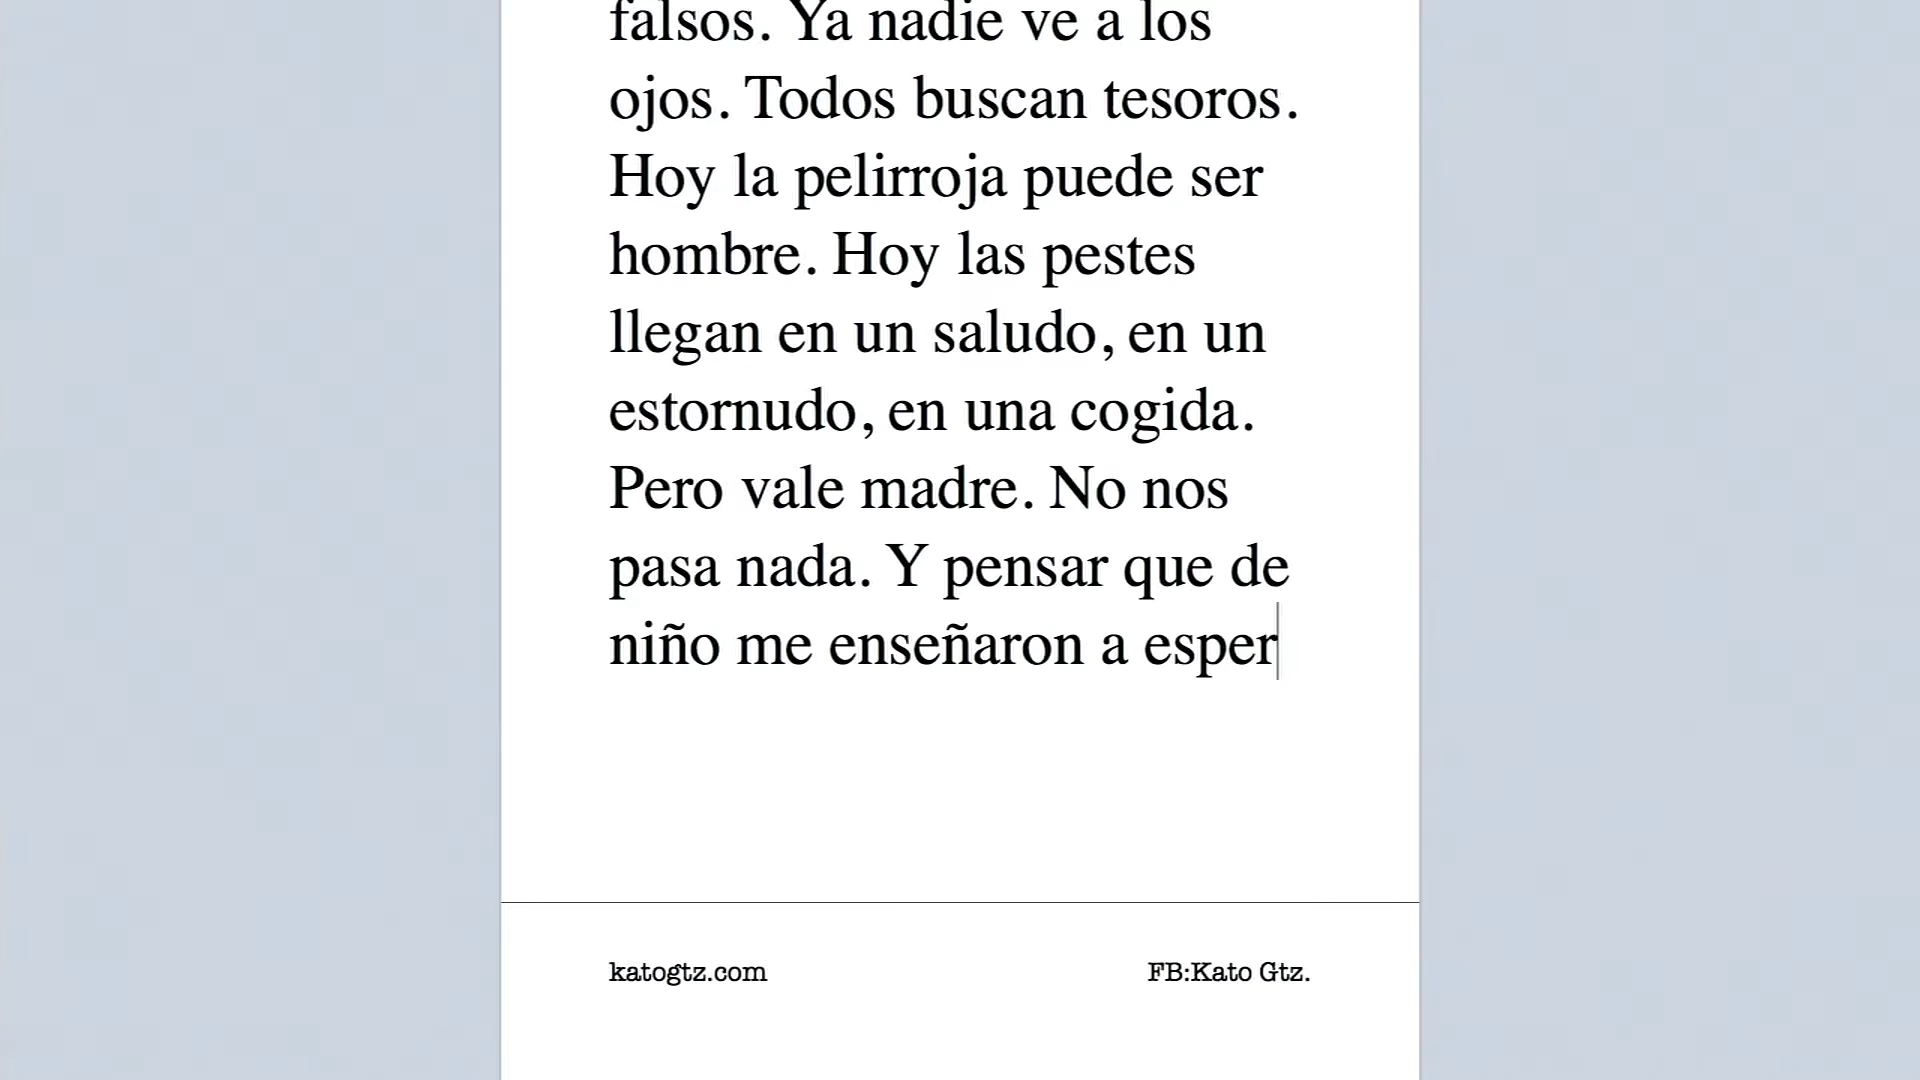 falsos. Ya nadie ve a los
ojos. Todos buscan tesoros.
Hoy la pelirroja puede ser
hombre. Hoy las pestes
llegan en un saludo, en un
estornudo, en una cogida.
Pero vale madre. No nos
pasa nada. Y pensar que de
niño me enseñaron a esper
katogtz.com
FB:Kato Gtz.